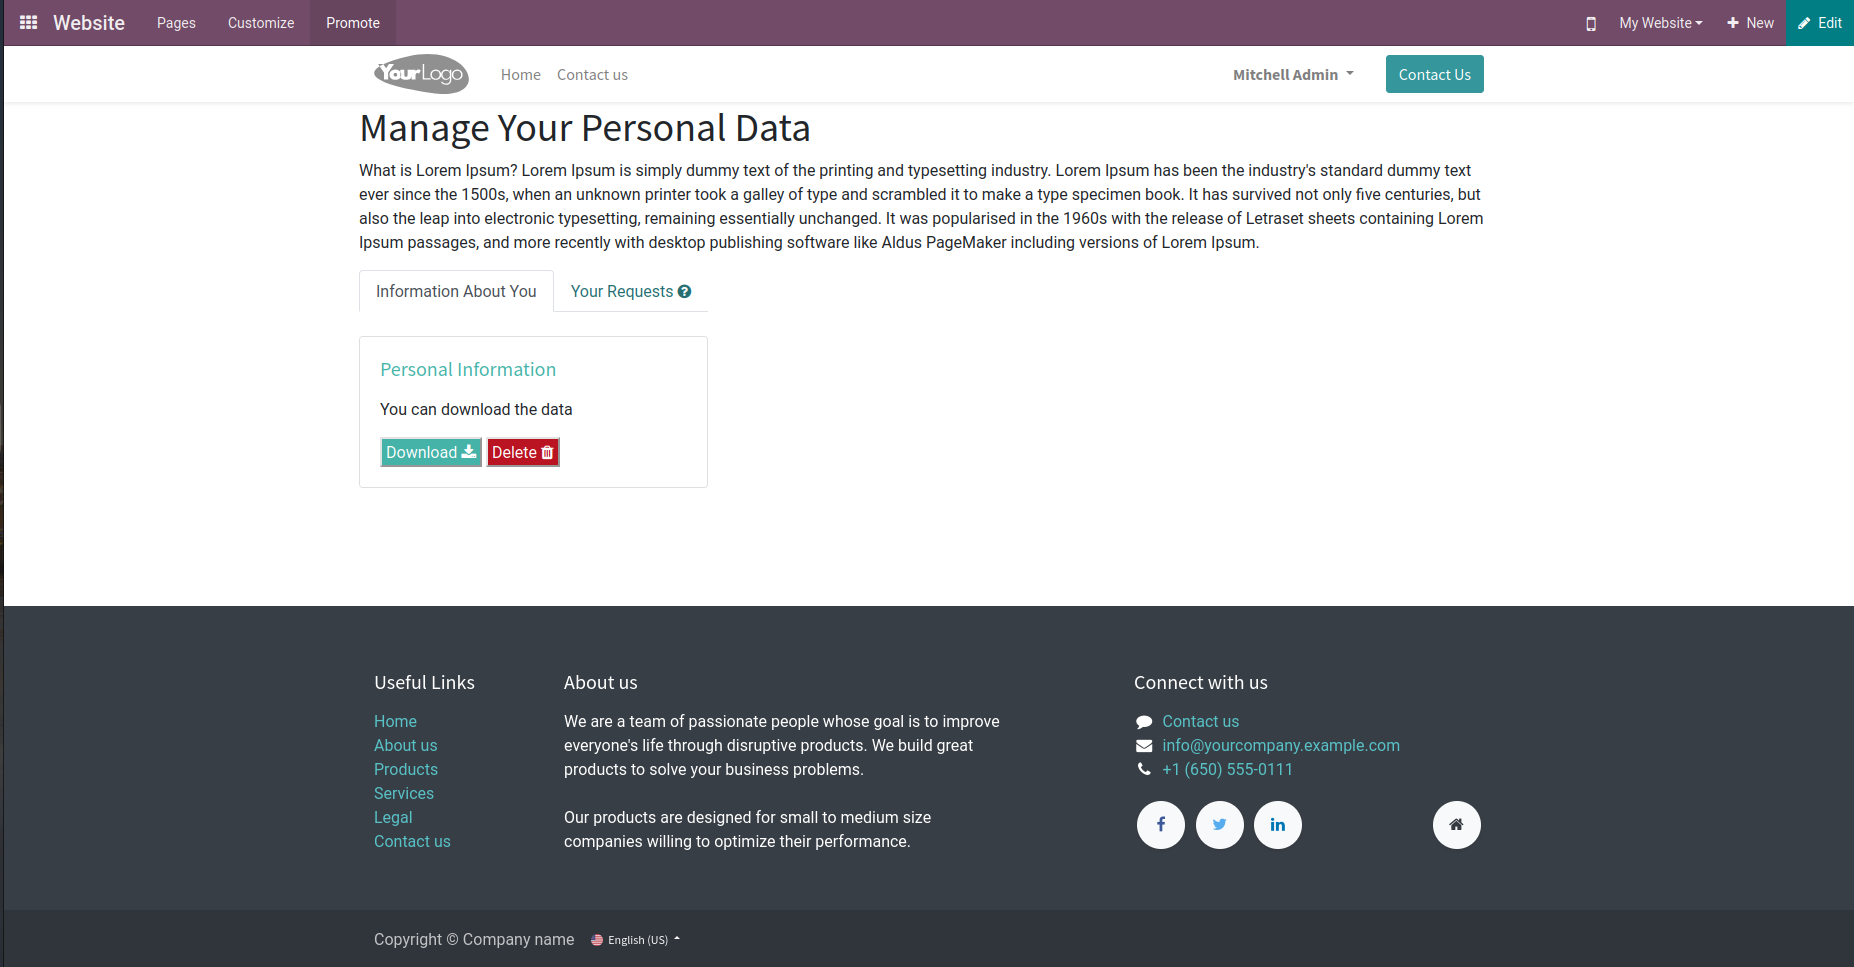 Website Pages Customize Promote My Website New Edit
YourLogo Home Contact us Mitchell Admin Contact Us
Manage Your Personal Data
What is Lorem Ipsum? Lorem Ipsum is simply dummy text of the printing and typesetting industry. Lorem Ipsum has been the industry's standard dummy text
ever since the 1500s, when an unknown printer took a galley of type and scrambled it to make a type specimen book. It has survived not only five centuries, but
also the leap into electronic typesetting, remaining essentially unchanged. It was popularised in the 1960s with the release of Letraset sheets containing Lorem
Ipsum passages, and more recently with desktop publishing software like Aldus PageMaker including versions of Lorem Ipsum.
Information About You Your Requests ?
Personal Information
You can download the data
Download Delete
Useful Links
Home
About us
Products
Services
Legal
Contact us
About us
We are a team of passionate people whose goal is to improve
everyone's life through disruptive products. We build great
products to solve your business problems.
Our products are designed for small to medium size
companies willing to optimize their performance.
Connect with us
Contact us
info@yourcompany.example.com
+1 (650) 555-0111
Copyright © Company name English (US)